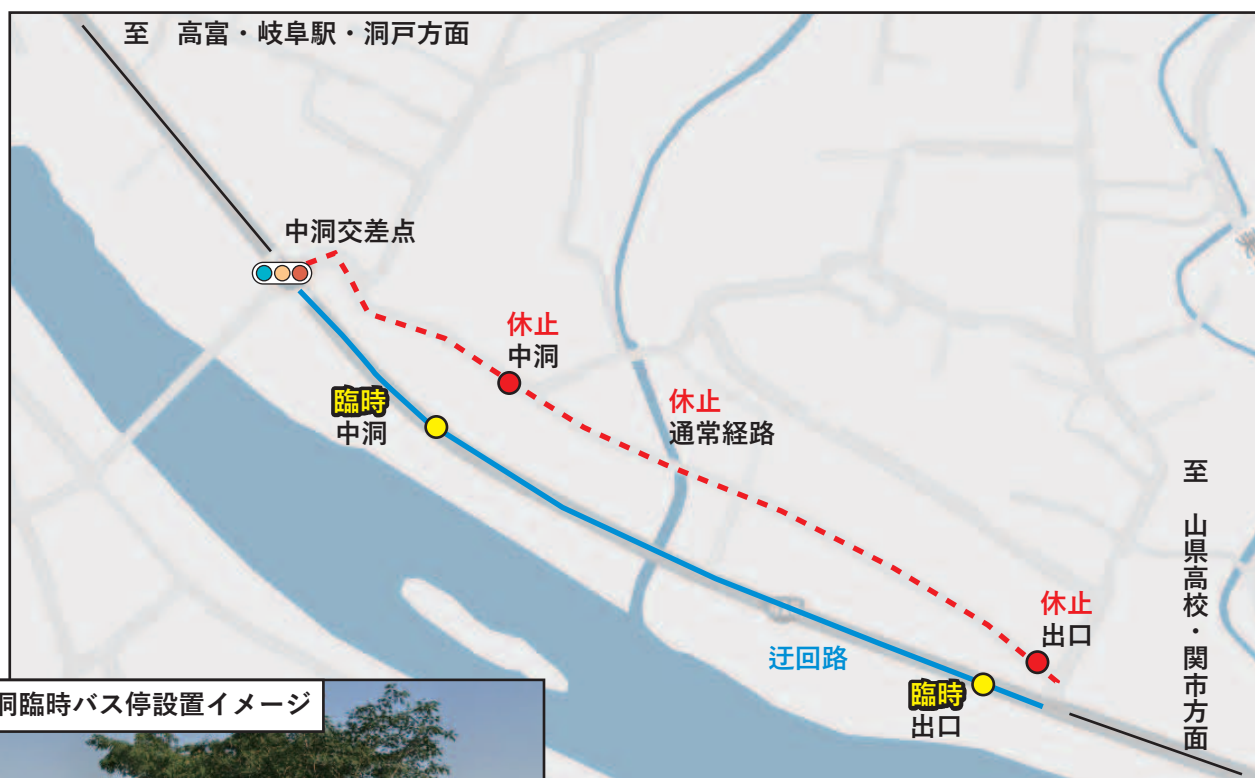 至 高富・岐阜駅・洞戸方面
中洞交差点
休止
中洞
臨時
中洞
休止
通常経路
至 山県高校・関市方面
休止
出口
迂回路
臨時
出口
洞臨時バス停設置イメージ